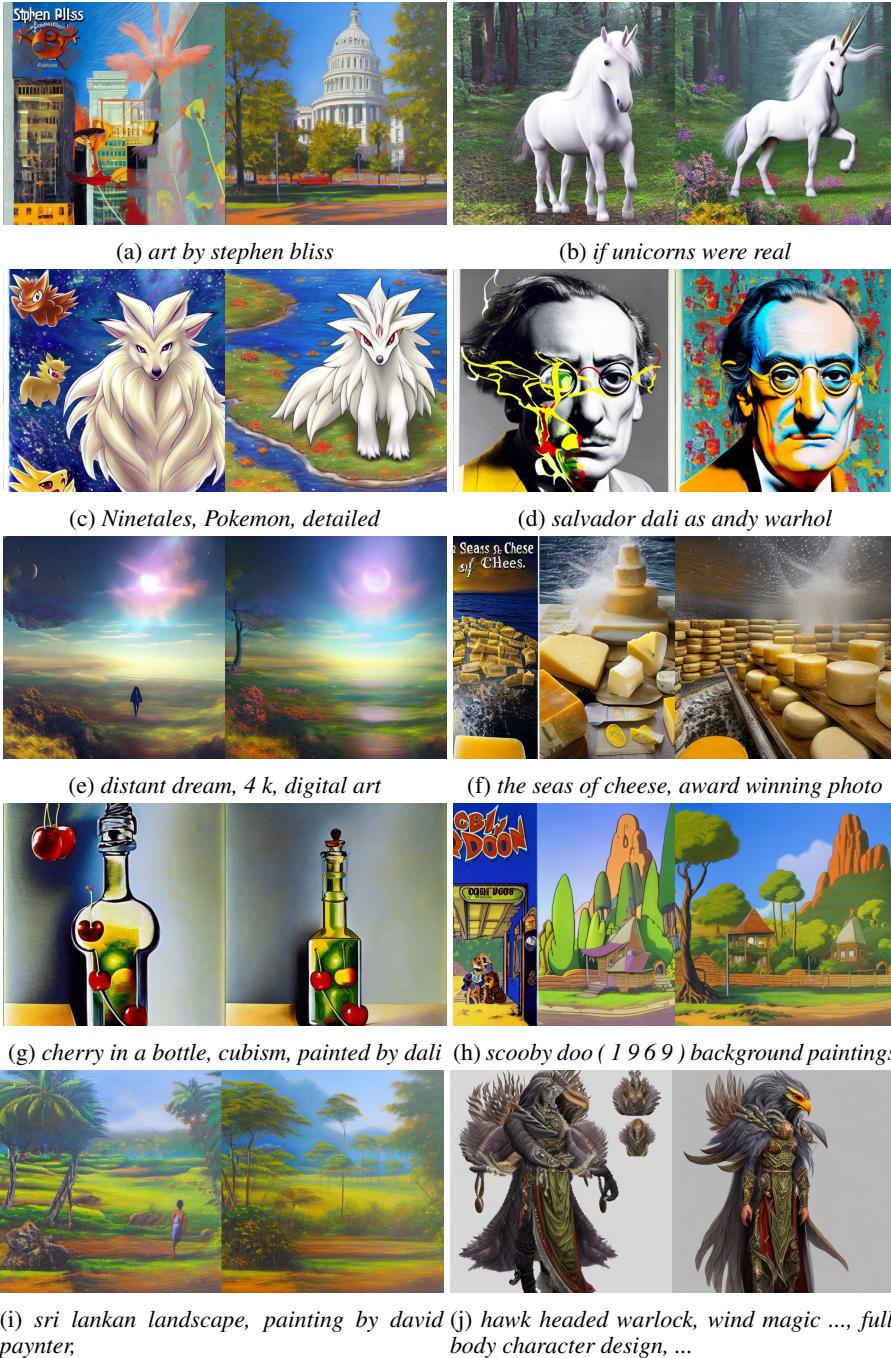 Stphen Bliss
(a) art by stephen bliss
(b) if unicorns were real
(c) Ninetales, Pokemon, detailed
(d) salvador dali as andy warhol
Seass Chese
of CHees.
(e) distant dream, 4 k, digital art
(f) the seas of cheese, award winning photo
DOON
(g) cherry in a bottle, cubism, painted by dali
(h) scooby doo ( 1 9 6 9 ) background paintings
(i) sri lankan landscape, painting by david
paynter,
(j) hawk headed warlock, wind magic ..., full
body character design, ...